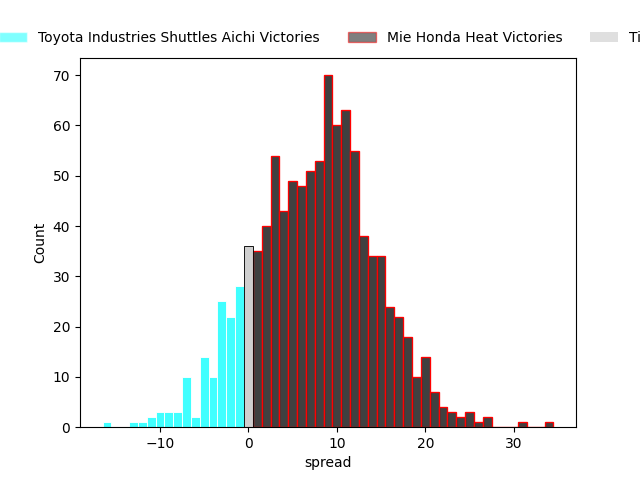 Toyota Industries Shuttles Aichi Victories Mie Honda Heat Victories Ti
70
60
50
40
30
20
10
0
Count
−10 0 10 20 30
spread